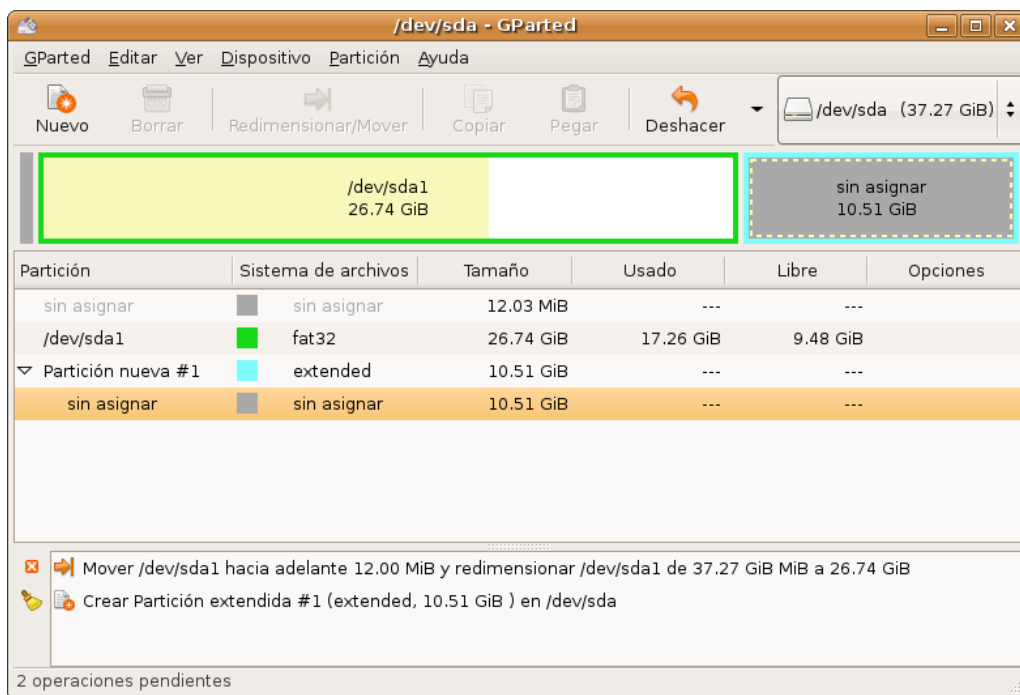 /dev/sda - GParted
GParted Editar Ver Dispositivo Partición Ayuda
Nuevo Borrar Redimensionar/Mover Copiar Pegar Deshacer /dev/sda (37.27 GiB)
/dev/sda1
26.74 GiB
sin asignar
10.51 GiB
Partición Sistema de archivos Tamaño Usado Libre Opciones
sin asignar sin asignar 12.03 MiB --- ---
/dev/sda1 fat32 26.74 GiB 17.26 GiB 9.48 GiB
Partición nueva #1 extended 10.51 GiB --- ---
sin asignar sin asignar 10.51 GiB --- ---
Mover /dev/sda1 hacia adelante 12.00 MiB y redimensionar /dev/sda1 de 37.27 GiB MiB a 26.74 GiB
Crear Partición extendida #1 (extended, 10.51 GiB ) en /dev/sda
2 operaciones pendientes